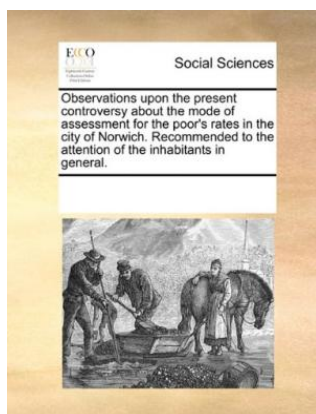 ECCO
Social Sciences
Observations upon the present
controversy about the mode of
assessment for the poor's rates in the
city of Norwich. Recommended to the
attention of the inhabitants in
general.